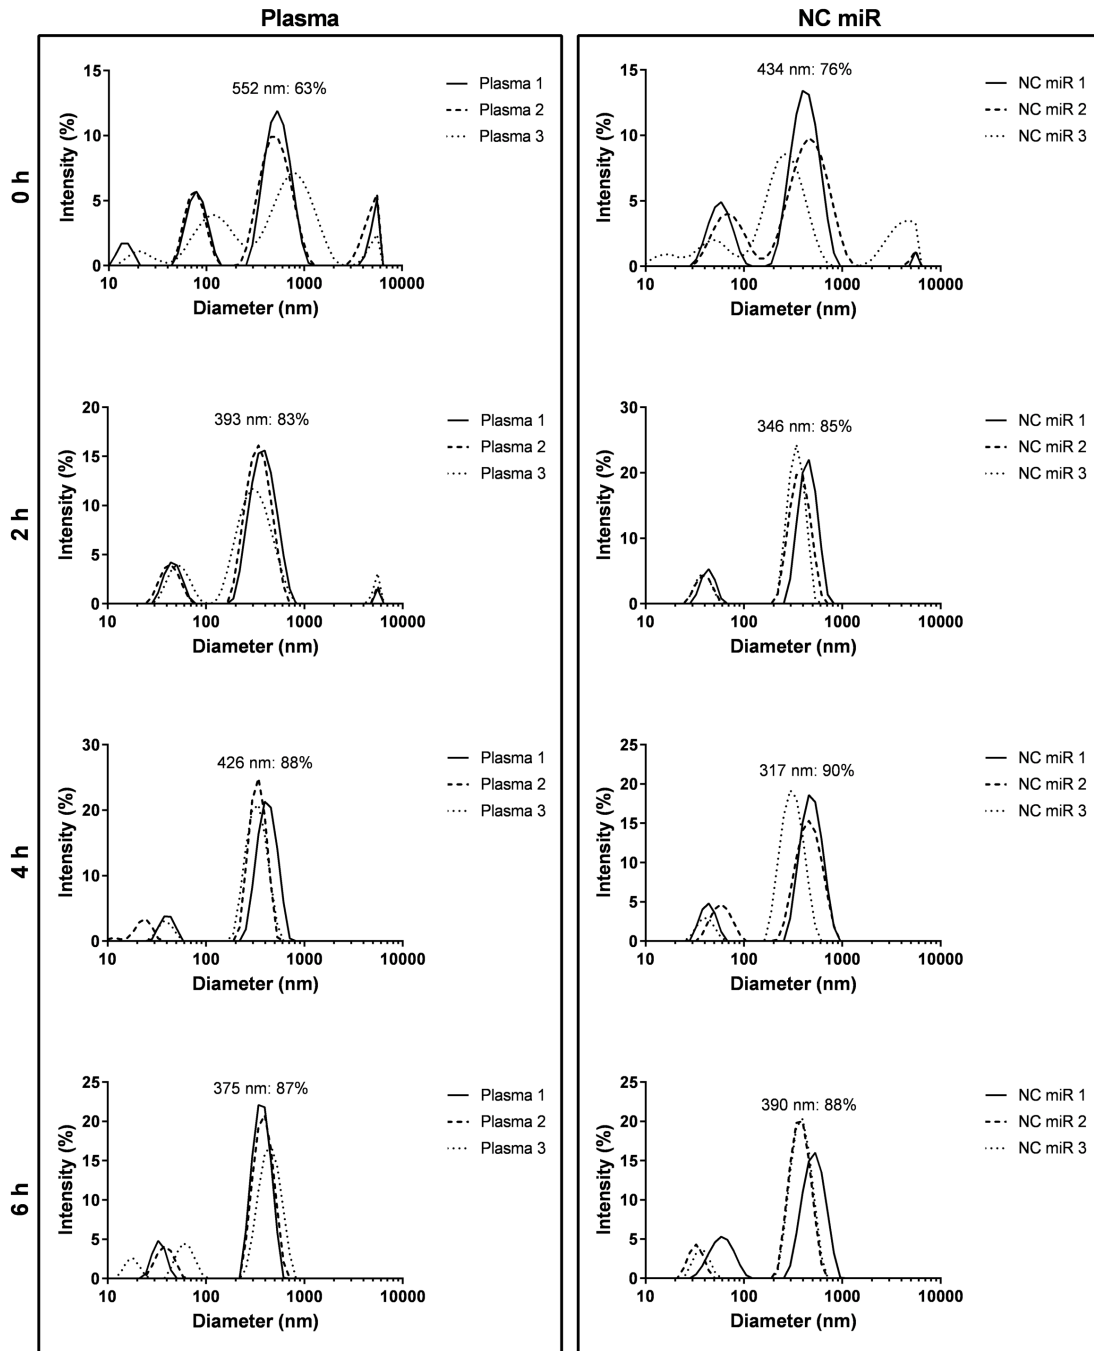 Plasma
NC miR
0 h
552 nm: 63%
Plasma 1
Plasma 2
Plasma 3
Intensity (%)
15
10
5
0
10 100 1000 10000
Diameter (nm)
434 nm: 76%
NC miR 1
NC miR 2
NC miR 3
Intensity (%)
15
10
5
0
10 100 1000 10000
Diameter (nm)
2 h
393 nm: 83%
Plasma 1
Plasma 2
Plasma 3
Intensity (%)
20
15
10
5
0
10 100 1000 10000
Diameter (nm)
346 nm: 85%
NC miR 1
NC miR 2
NC miR 3
Intensity (%)
30
20
10
0
10 100 1000 10000
Diameter (nm)
4 h
426 nm: 88%
Plasma 1
Plasma 2
Plasma 3
Intensity (%)
30
20
10
0
10 100 1000 10000
Diameter (nm)
317 nm: 90%
NC miR 1
NC miR 2
NC miR 3
Intensity (%)
25
20
15
10
5
0
10 100 1000 10000
Diameter (nm)
6 h
375 nm: 87%
Plasma 1
Plasma 2
Plasma 3
Intensity (%)
25
20
15
10
5
0
10 100 1000 10000
Diameter (nm)
390 nm: 88%
NC miR 1
NC miR 2
NC miR 3
Intensity (%)
25
20
15
10
5
0
10 100 1000 10000
Diameter (nm)